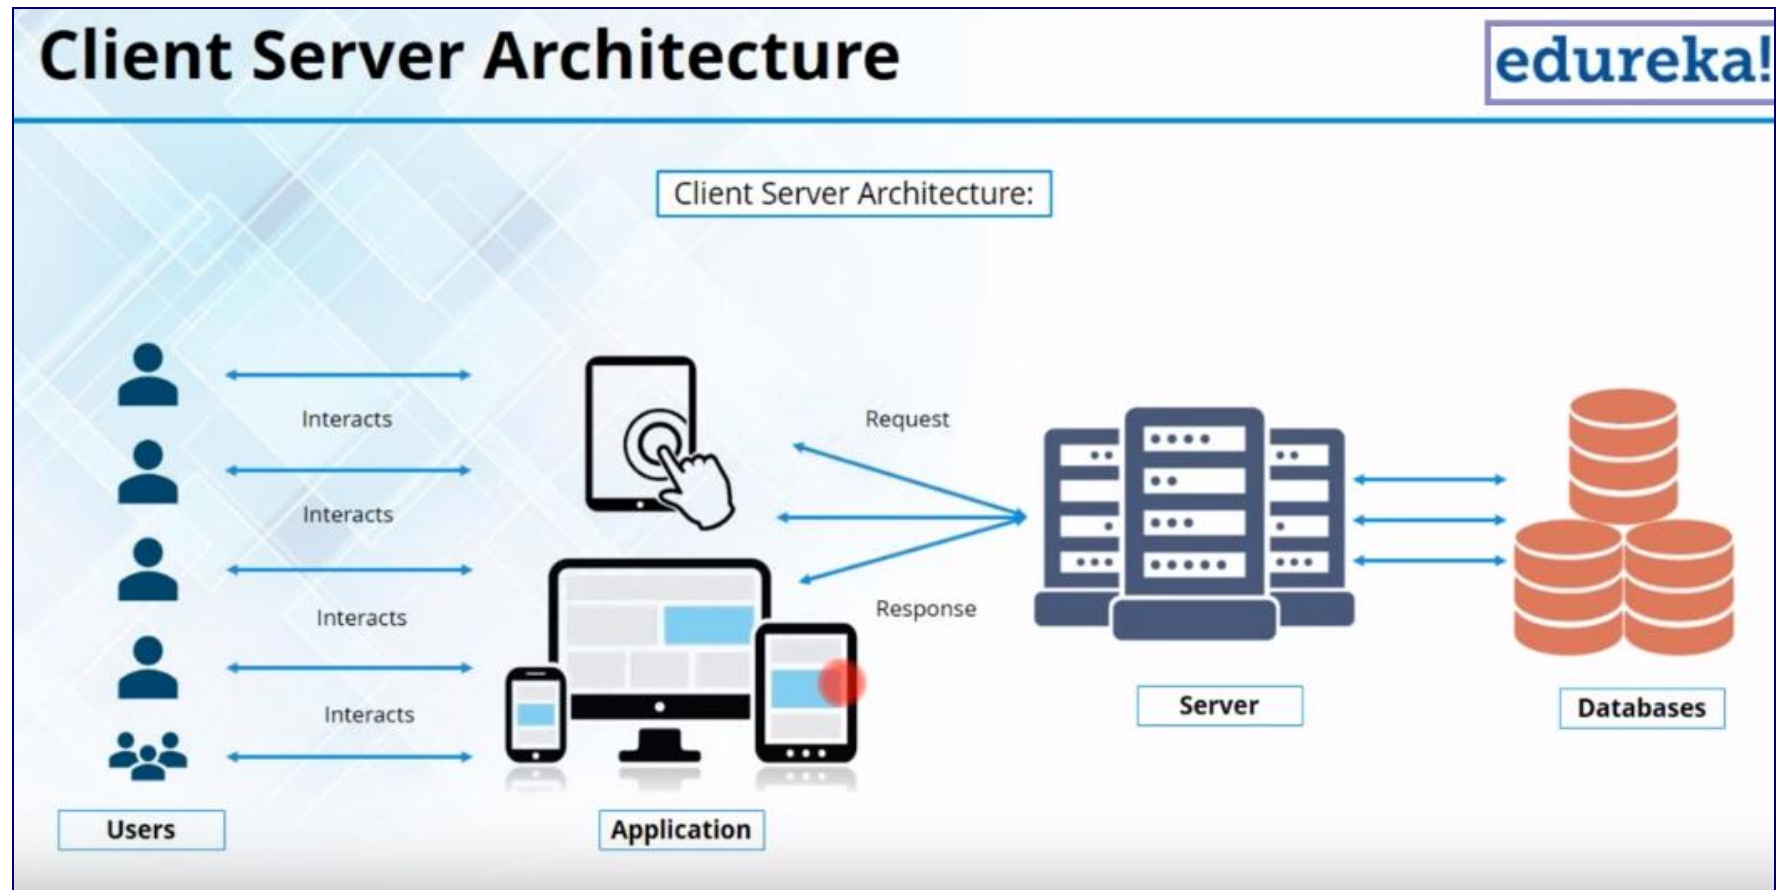 Client Server Architecture
edureka!
Client Server Architecture:
Interacts
Interacts
Interacts
Interacts
Request
Response
Server
Databases
Users
Application